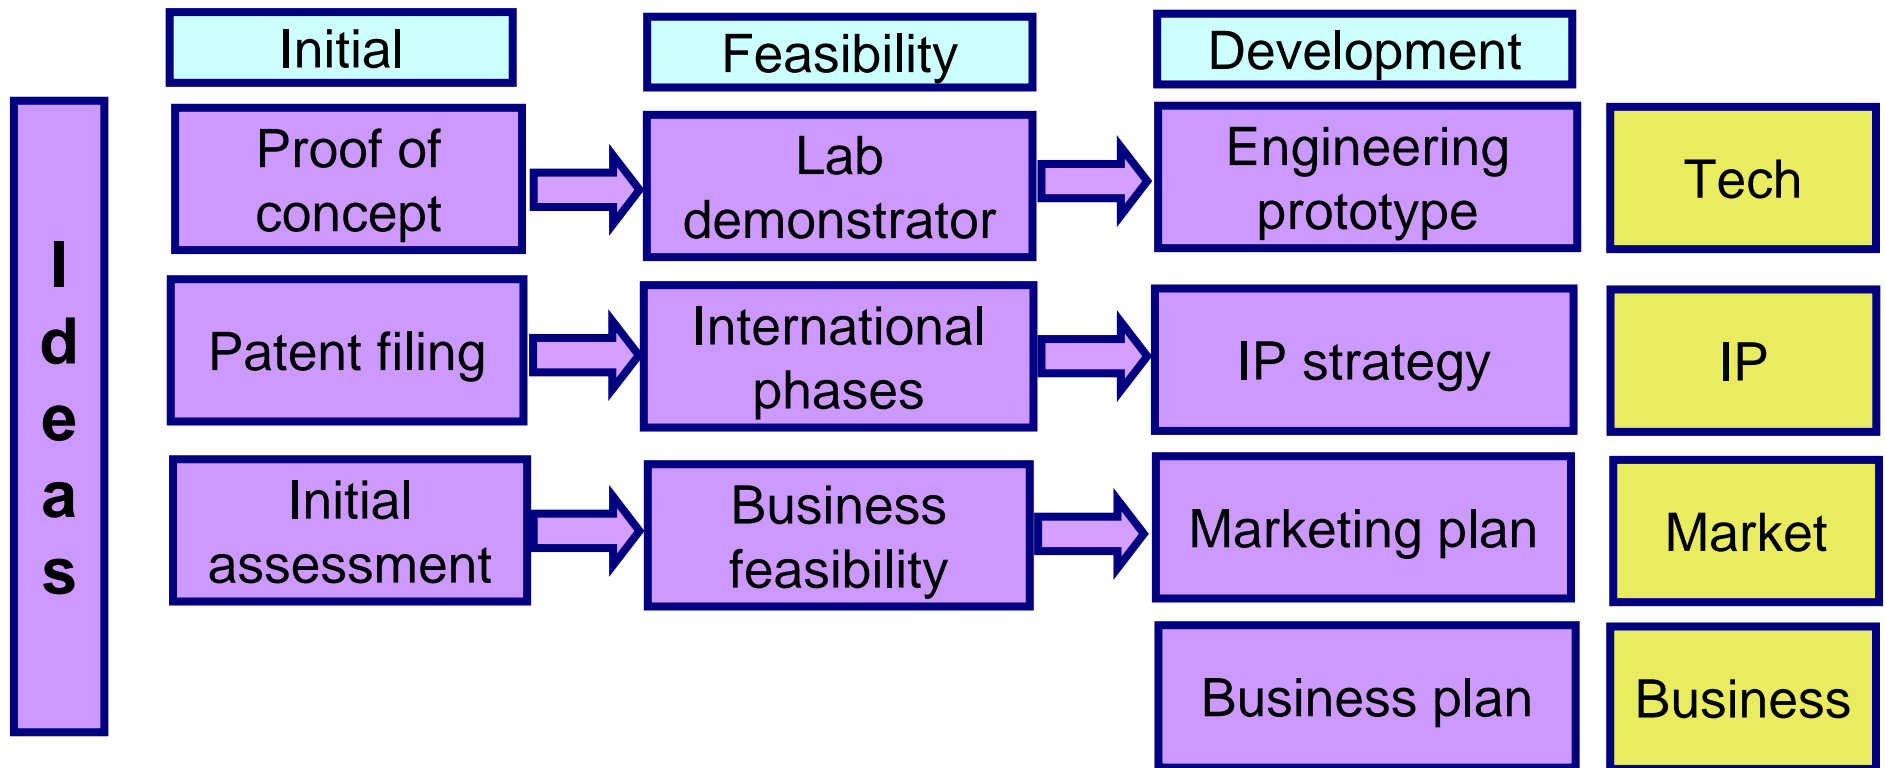 Initial
Feasibility
Development
Ideas
Proof of
concept
Lab
demonstrator
Engineering
prototype
Tech
Patent filing
International
phases
IP strategy
IP
Initial
assessment
Business
feasibility
Marketing plan
Market
Business plan
Business